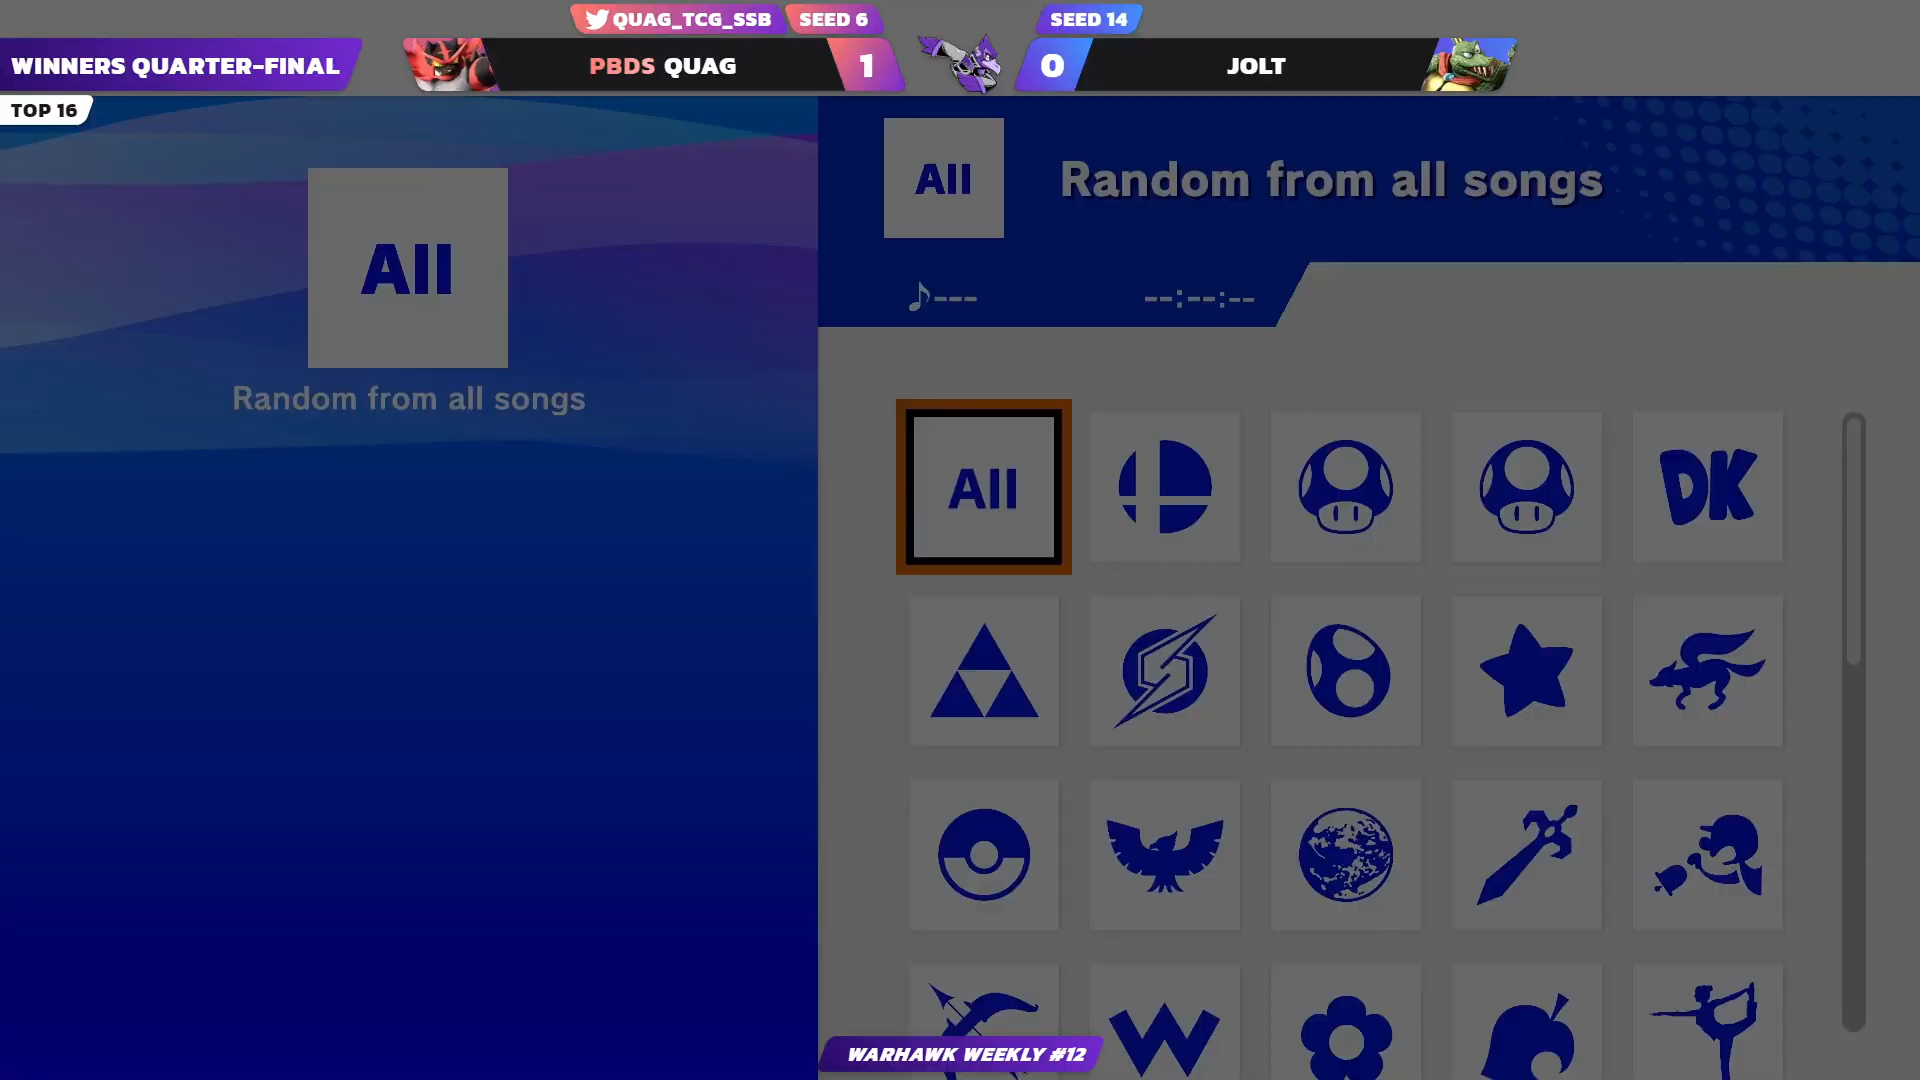 QUAG_TCG_SSB SEED 6 SEED 14
WINNERS QUARTER-FINAL PBDS QUAG 1 0 JOLT
TOP 16
All
Random from all songs
All
Random from all songs
♪--- --:--:--
All DK
WARHAWK WEEKLY #12